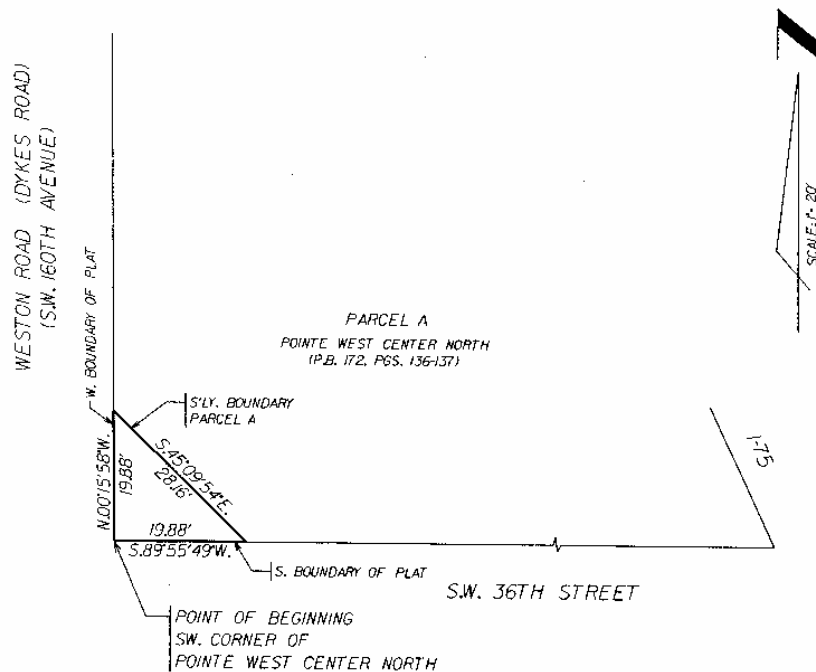 WESTON ROAD (DYKES ROAD)
(S.W. 160TH AVENUE)
W. BOUNDARY OF PLAT
SCALE: 1"= 20'
PARCEL A
POINTE WEST CENTER NORTH
(P.B. 172, PGS. 136-137)
S'LY. BOUNDARY
PARCEL A
N.00°15'58"W.
19.88'
S.45°09'54"E.
28.16'
19.88'
S.89°55'49"W.
I-75
S. BOUNDARY OF PLAT
S.W. 36TH STREET
POINT OF BEGINNING
SW. CORNER OF
POINTE WEST CENTER NORTH